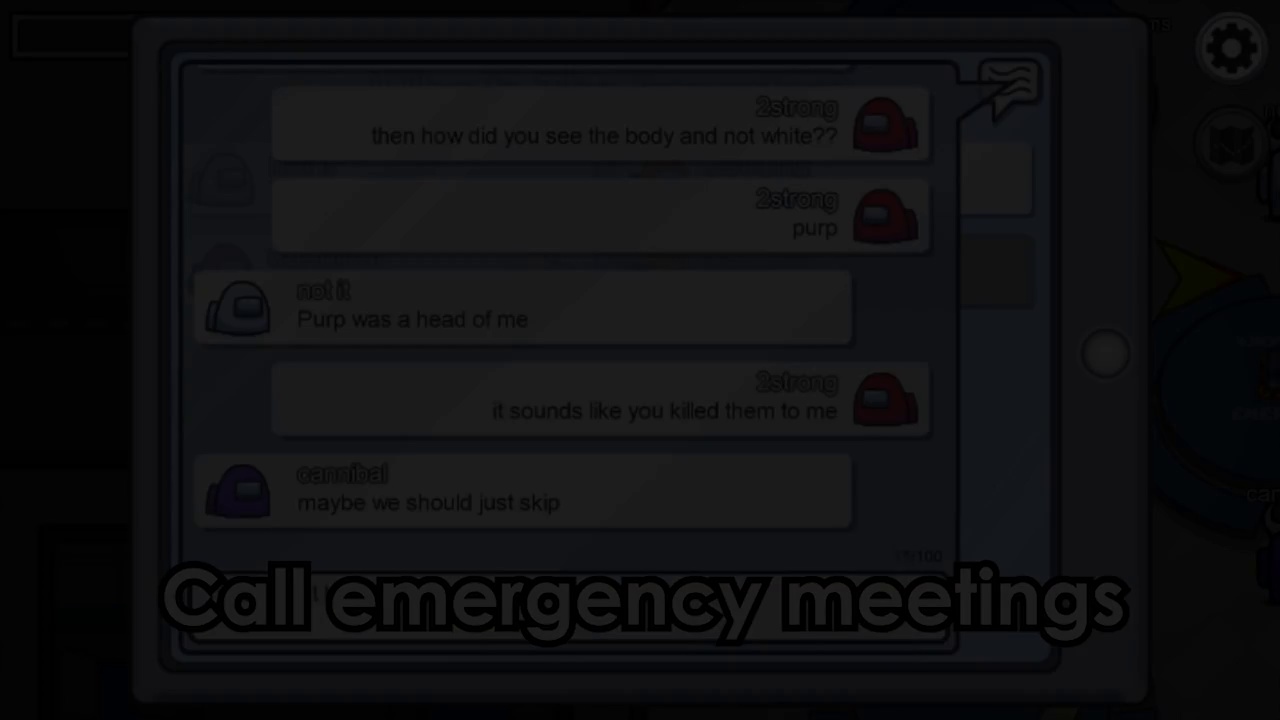 2strong
then how did you see the body and not white??
2strong
purp
not it
Purp was a head of me
2strong
it sounds like you killed them to me
cannibal
maybe we should just skip
Call emergency meetings